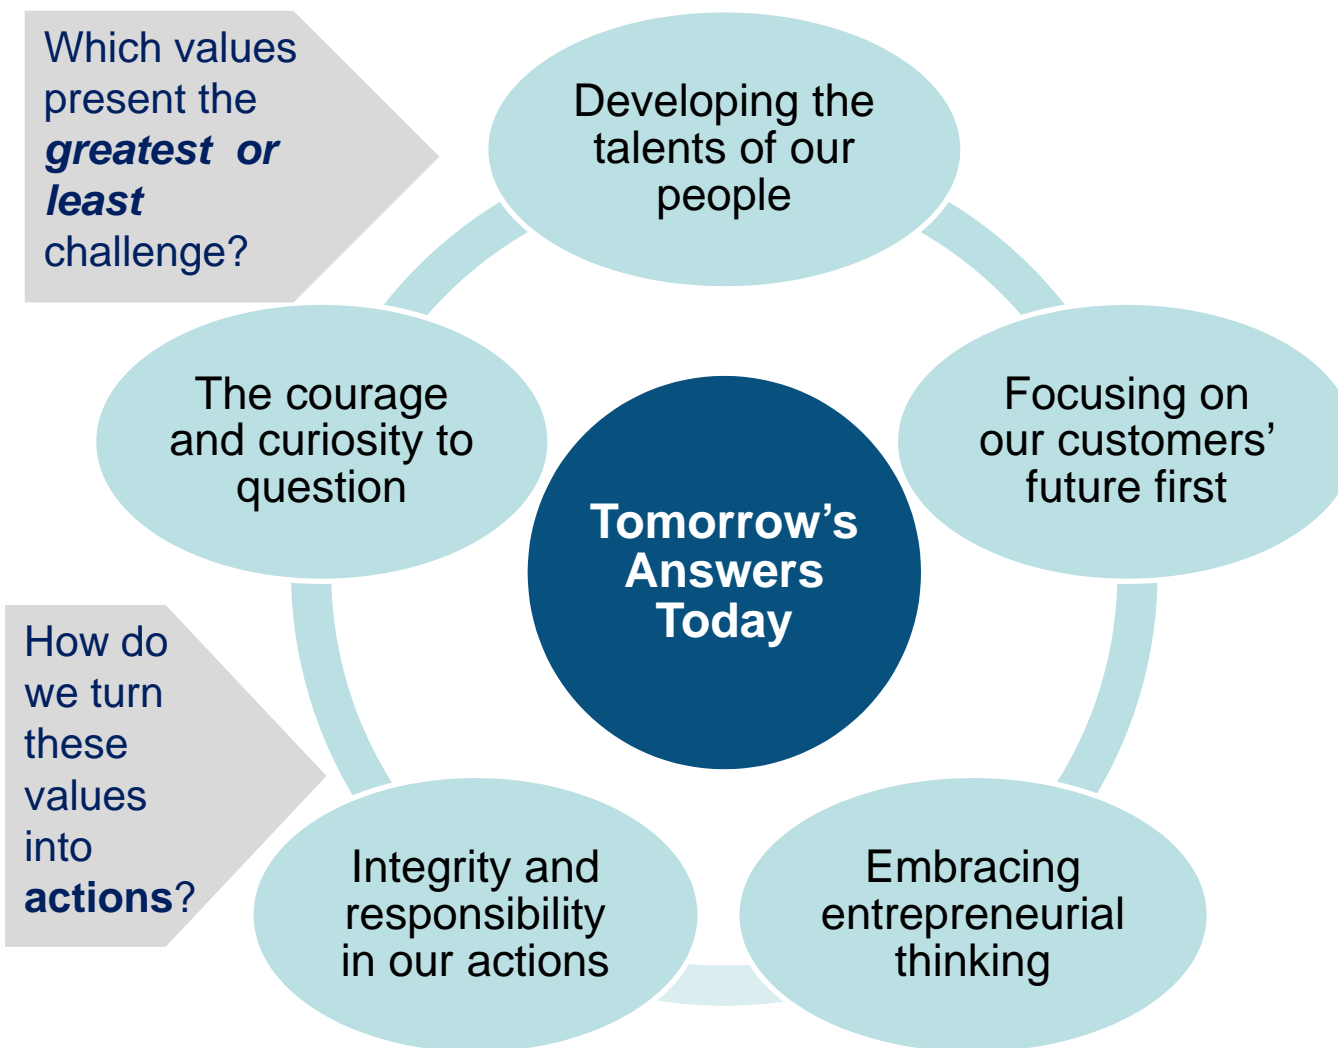 Which values
present the
greatest or
least
challenge?
Developing the
talents of our
people
The courage
and curiosity to
question
Focusing on
our customers’
future first
Tomorrow’s
Answers
Today
How do
we turn
these
values
into
actions?
Integrity and
responsibility
in our actions
Embracing
entrepreneurial
thinking